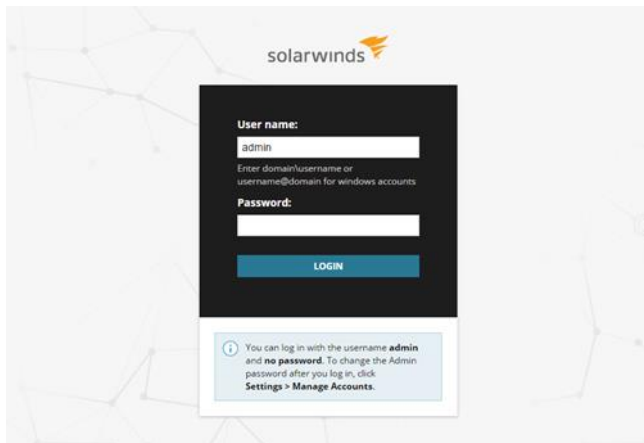 solarwinds
User name:
admin
Enter domain\username or
username@domain for windows accounts
Password:
LOGIN
You can log in with the username admin
and no password. To change the Admin
password after you log in, click
Settings > Manage Accounts.